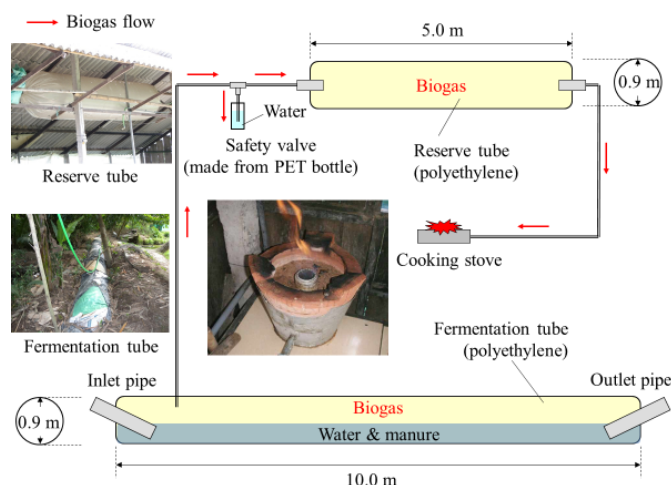 Biogas flow
5.0 m
Biogas
0.9 m
Water
Safety valve
(made from PET bottle)
Reserve tube
(polyethylene)
Reserve tube
Cooking stove
Fermentation tube
Fermentation tube
(polyethylene)
Inlet pipe
Outlet pipe
Biogas
0.9 m
Water & manure
10.0 m